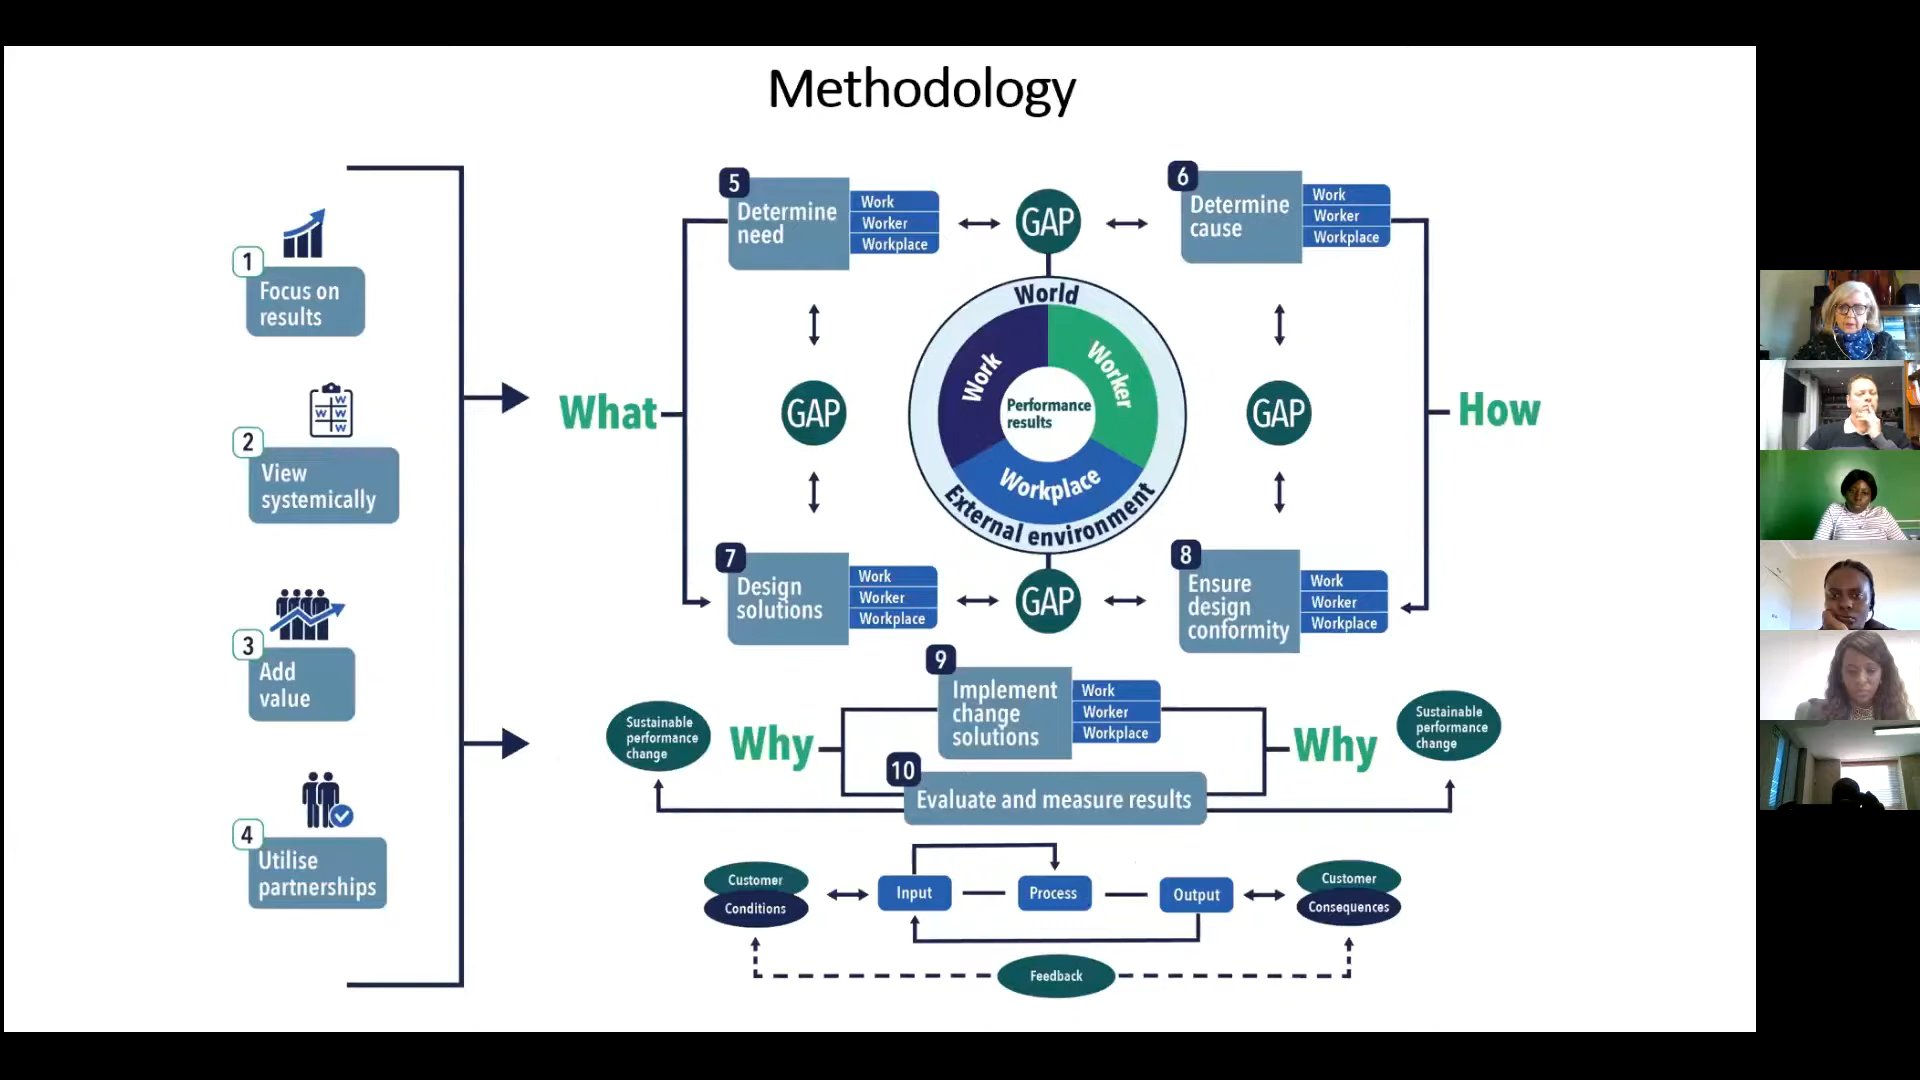 Methodology
1
Focus on
results
W W
W W
2
View
systemically
3
Add
value
4
Utilise
partnerships
What
5
Determine
need
Work
Worker
Workplace
GAP
6
Determine
cause
Work
Worker
Workplace
GAP
World
Work
Worker
Workplace
Performance
results
External environment
GAP
How
7
Design
solutions
Work
Worker
Workplace
GAP
8
Ensure
design
conformity
Work
Worker
Workplace
9
Implement
change
solutions
Work
Worker
Workplace
Sustainable
performance
change
Why
Why
Sustainable
performance
change
10
Evaluate and measure results
Customer
Conditions
Input
Process
Output
Customer
Consequences
Feedback